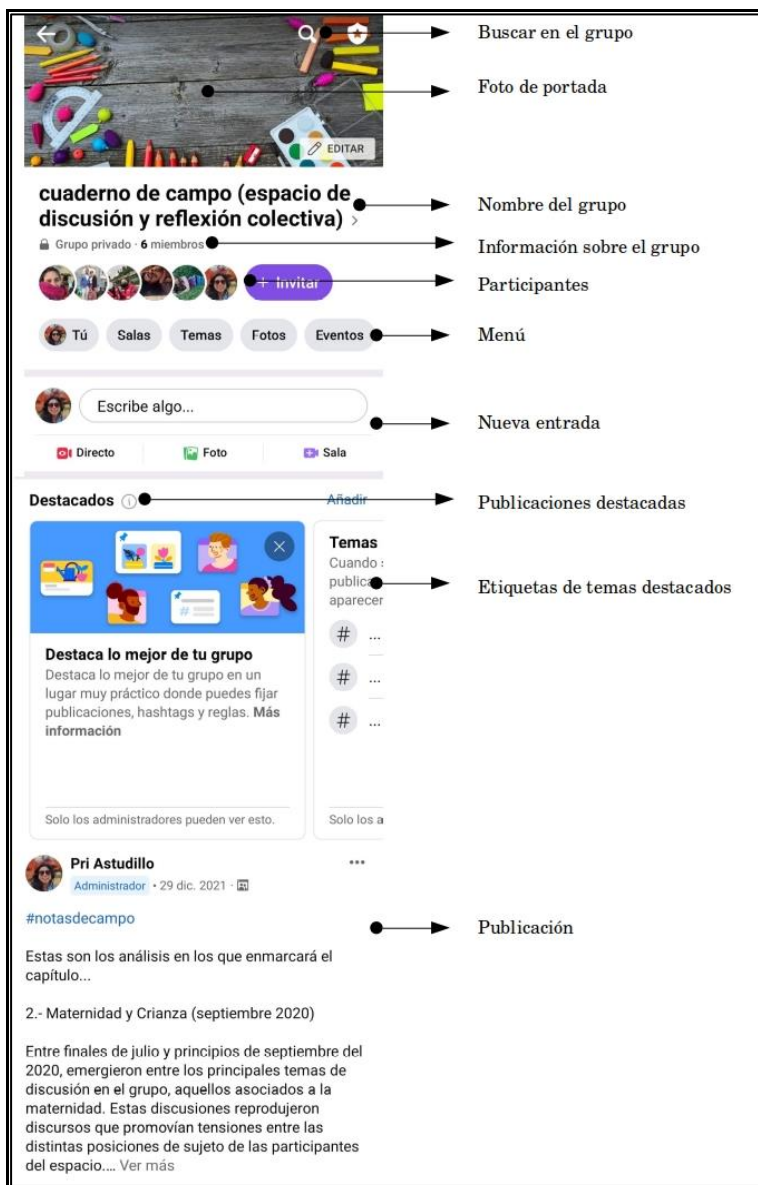 Buscar en el grupo
Foto de portada
EDITAR
cuaderno de campo (espacio de
discusión y reflexión colectiva) >
Nombre del grupo
Grupo privado · 6 miembros
Información sobre el grupo
+ Invitar
Participantes
Tú Salas Temas Fotos Eventos
Menú
Escribe algo...
Nueva entrada
Directo Foto Sala
Destacados Añadir
Publicaciones destacadas
Temas
Cuando s
publica
aparecer
Etiquetas de temas destacados
# ...
# ...
# ...
Destaca lo mejor de tu grupo
Destaca lo mejor de tu grupo en un
lugar muy práctico donde puedes fijar
publicaciones, hashtags y reglas. Más
información
Solo los administradores pueden ver esto.
Solo los a
Pri Astudillo
Administrador • 29 dic. 2021 ·
#notasdecampo
Publicación
Estas son los análisis en los que enmarcará el
capítulo...
2.- Maternidad y Crianza (septiembre 2020)
Entre finales de julio y principios de septiembre del
2020, emergieron entre los principales temas de
discusión en el grupo, aquellos asociados a la
maternidad. Estas discusiones reprodujeron
discursos que promovían tensiones entre las
distintas posiciones de sujeto de las participantes
del espacio.... Ver más